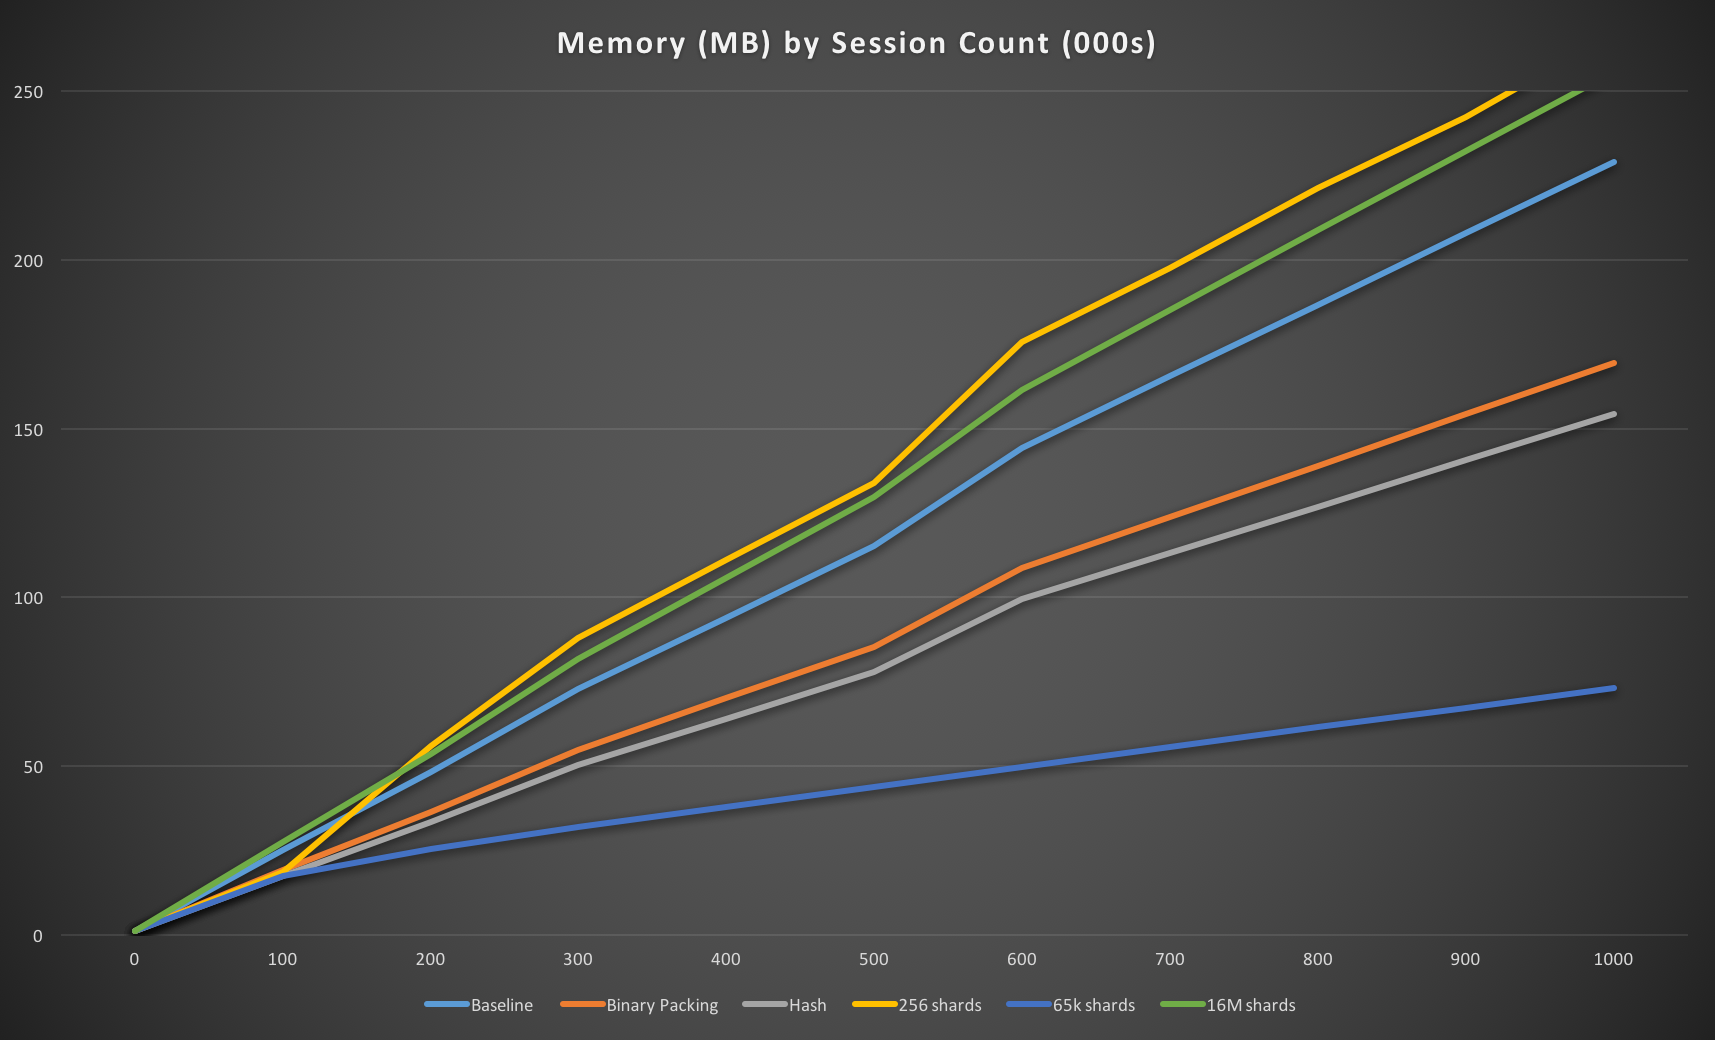 Memory (MB) by Session Count (000s)
250
200
150
100
50
0
0 100 200 300 400 500 600 700 800 900 1000
Baseline Binary Packing Hash 256 shards 65k shards 16M shards